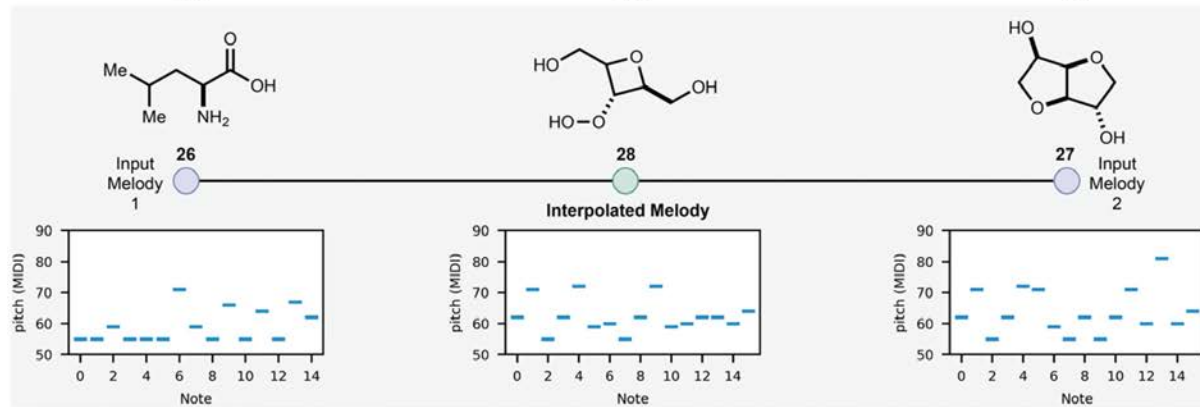 O
Me
OH
Me
NH2
26
Input
Melody
1
HO
O
OH
HO–O
28
Interpolated Melody
HO
O
O
OH
27
Input
Melody
2
90
80
70
60
50
pitch (MIDI)
0 2 4 6 8 10 12 14
Note
90
80
70
60
50
pitch (MIDI)
0 2 4 6 8 10 12 14
Note
90
80
70
60
50
pitch (MIDI)
0 2 4 6 8 10 12 14
Note